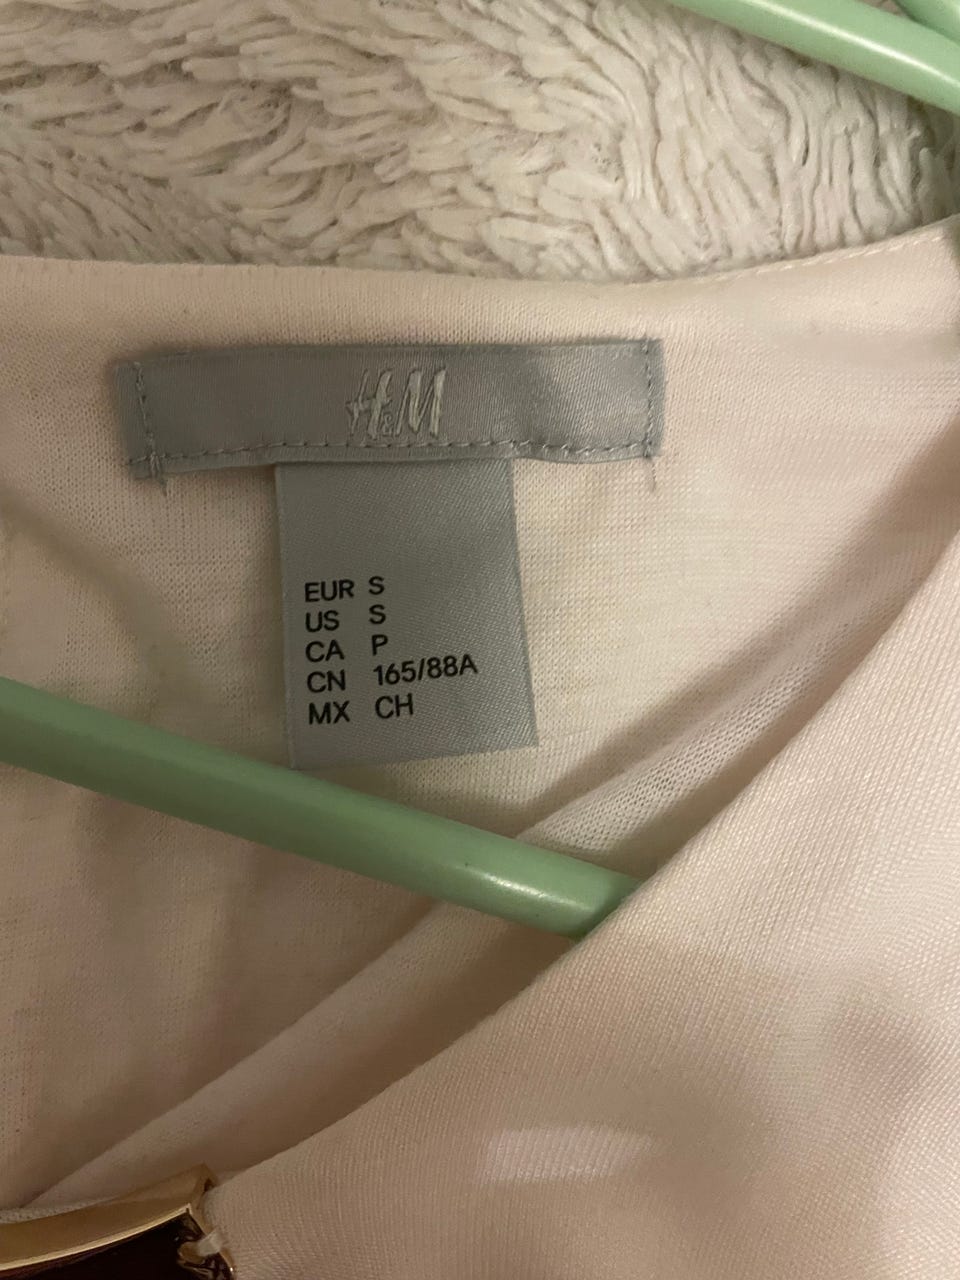 H&M
EUR S
US S
CA P
CN 165/88A
MX CH